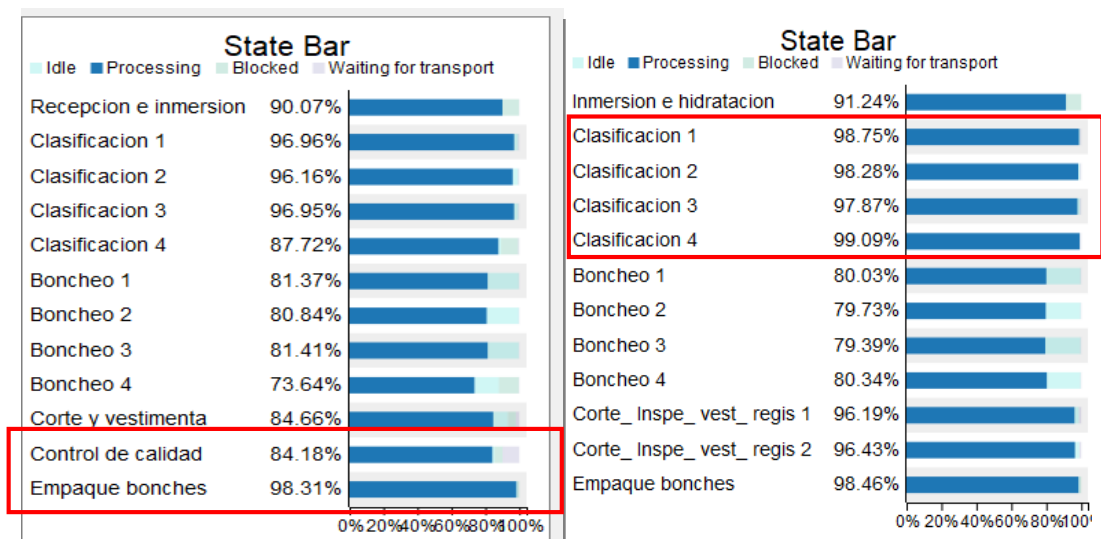 State Bar
Idle Processing Blocked Waiting for transport
Recepcion e inmersion 90.07%
Clasificacion 1 96.96%
Clasificacion 2 96.16%
Clasificacion 3 96.95%
Clasificacion 4 87.72%
Boncheo 1 81.37%
Boncheo 2 80.84%
Boncheo 3 81.41%
Boncheo 4 73.64%
Corte y vestimenta 84.66%
Control de calidad 84.18%
Empaque bonches 98.31%
0% 20% 40% 60% 80% 100%
State Bar
Idle Processing Blocked Waiting for transport
Inmersion e hidratacion 91.24%
Clasificacion 1 98.75%
Clasificacion 2 98.28%
Clasificacion 3 97.87%
Clasificacion 4 99.09%
Boncheo 1 80.03%
Boncheo 2 79.73%
Boncheo 3 79.39%
Boncheo 4 80.34%
Corte_ Inspe_ vest_ regis 1 96.19%
Corte_ Inspe_ vest_ regis 2 96.43%
Empaque bonches 98.46%
0% 20% 40% 60% 80% 100